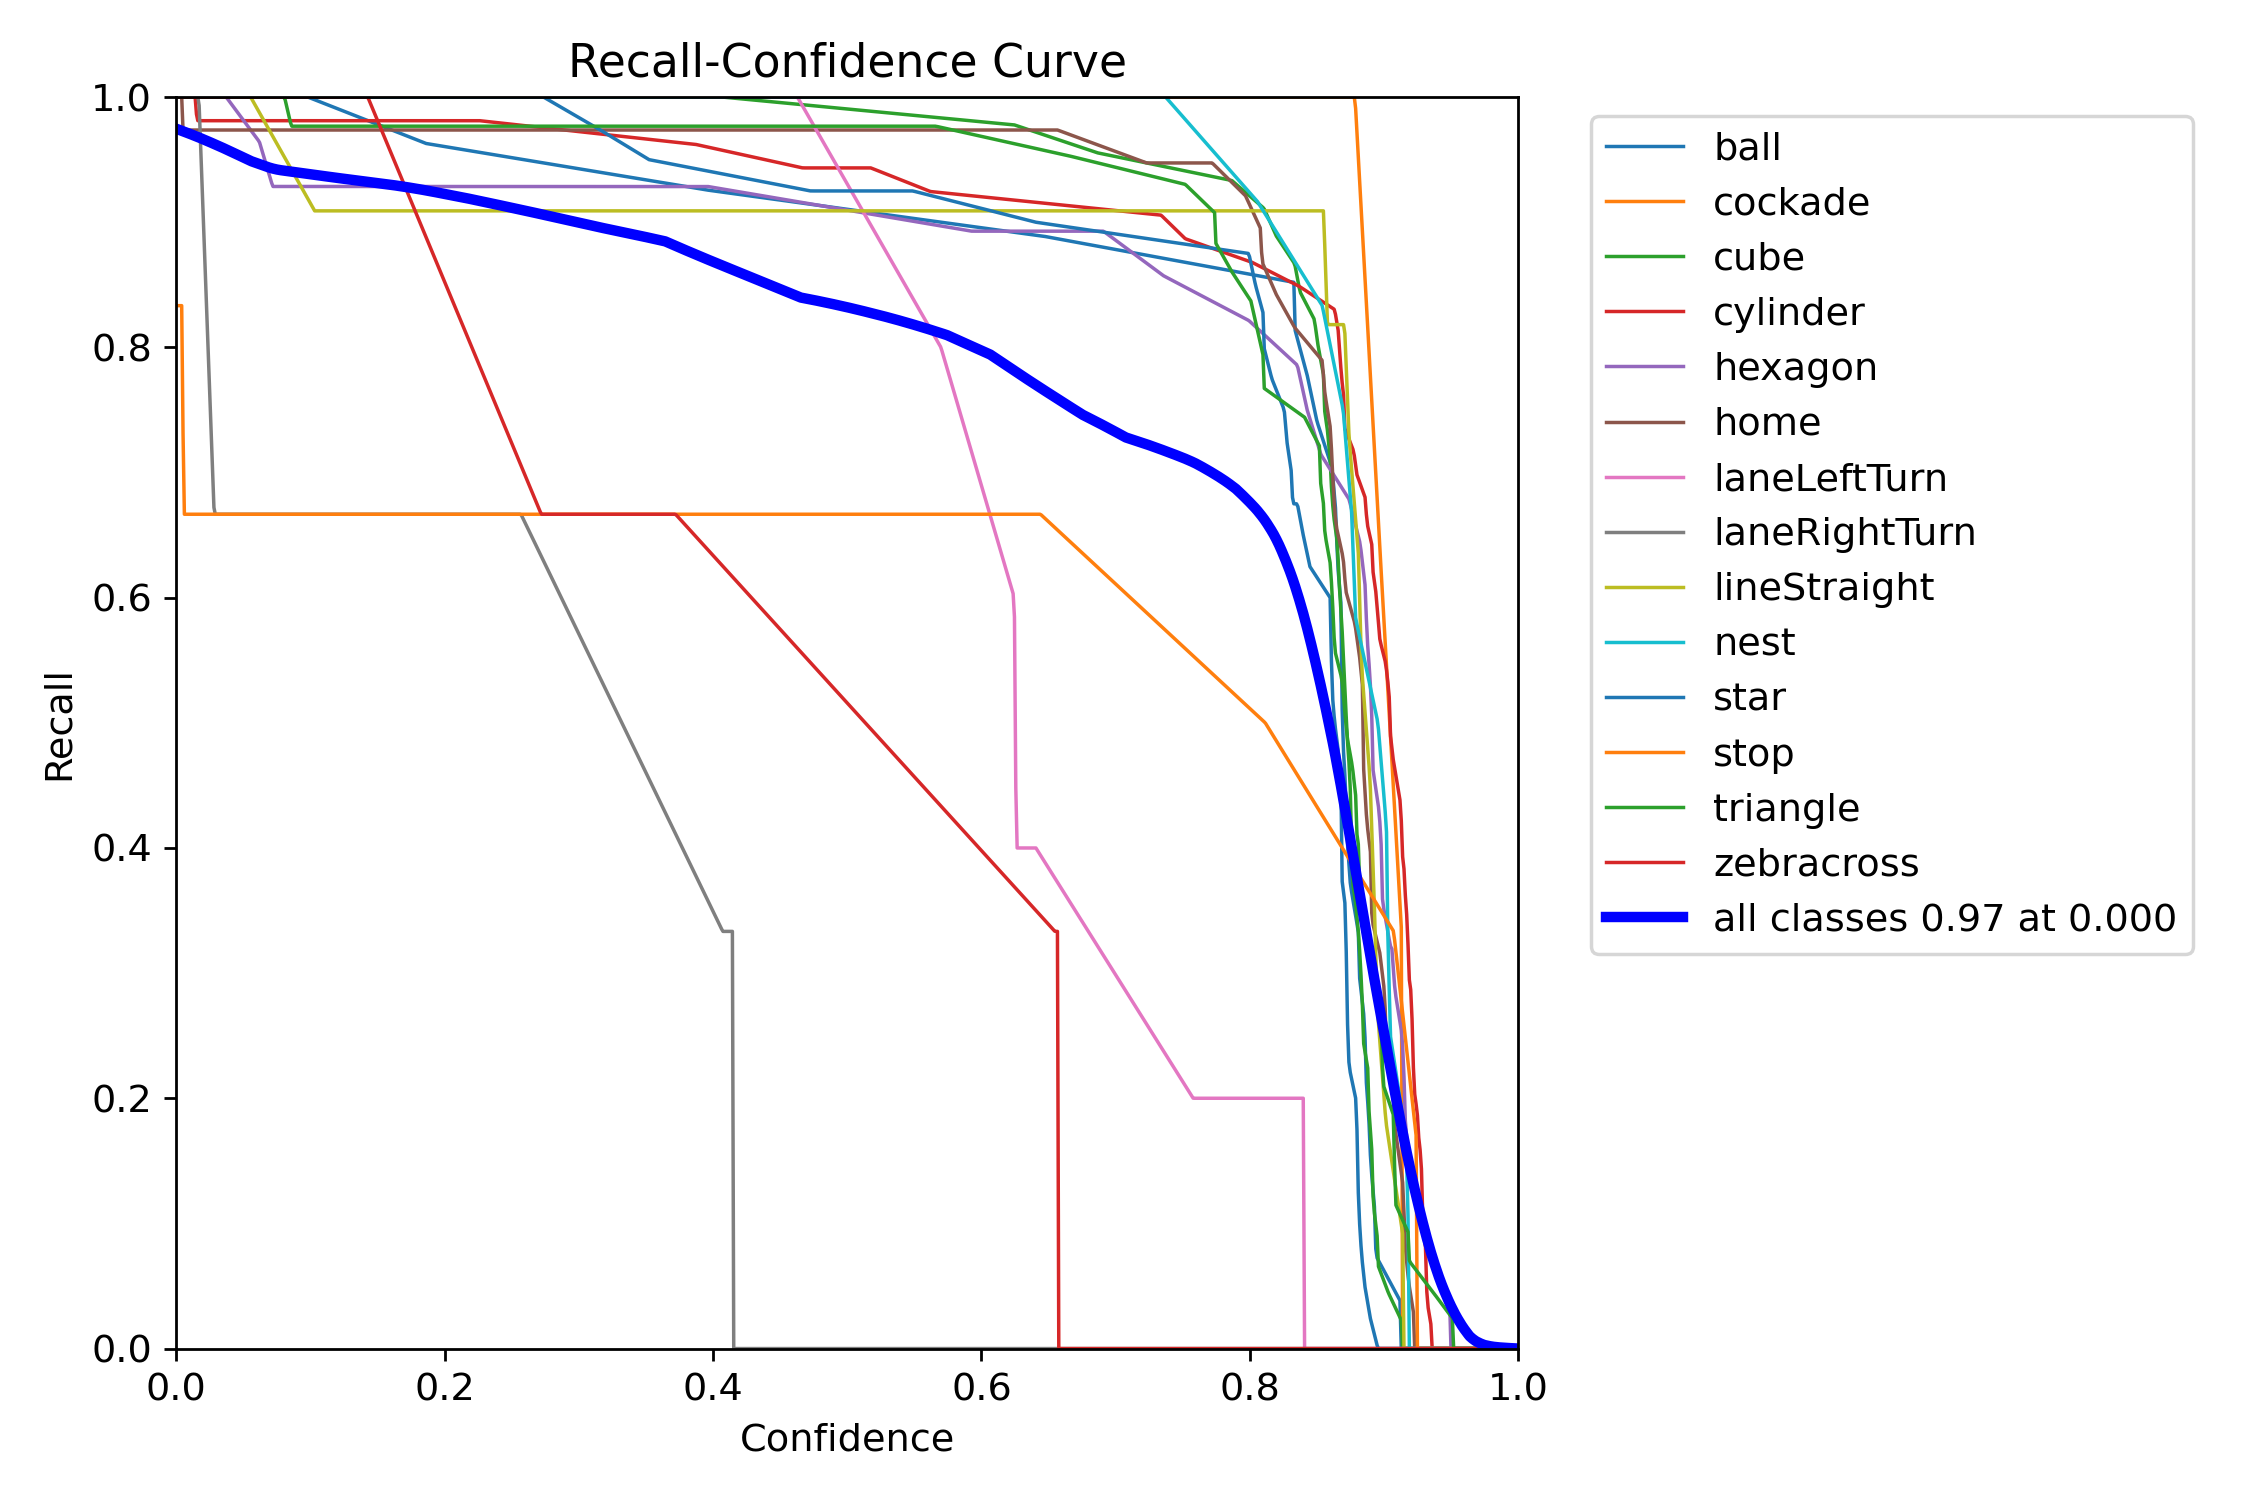 Recall-Confidence Curve
1.0
0.8
0.6
0.4
0.2
0.0
Recall
0.0 0.2 0.4 0.6 0.8 1.0
Confidence
ball
cockade
cube
cylinder
hexagon
home
laneLeftTurn
laneRightTurn
lineStraight
nest
star
stop
triangle
zebracross
all classes 0.97 at 0.000